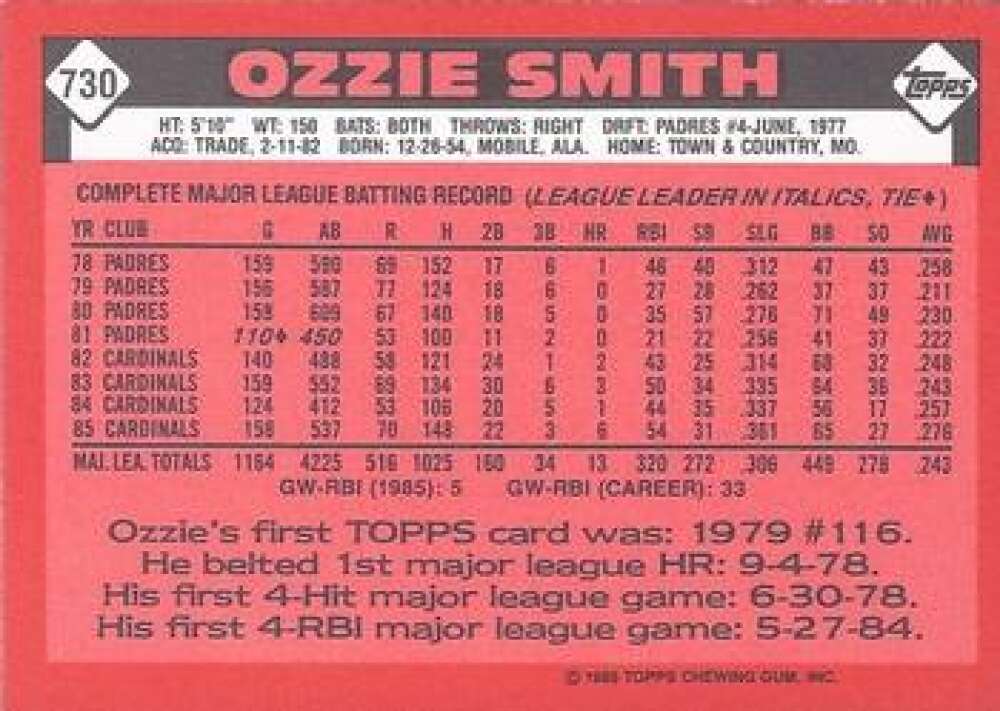 730
OZZIE SMITH
TOPPS
HT: 5'10" WT: 150 BATS: BOTH THROWS: RIGHT DRFT: PADRES #4-JUNE, 1977
ACQ: TRADE, 2-11-82 BORN: 12-26-54, MOBILE, ALA. HOME: TOWN & COUNTRY, MO.
COMPLETE MAJOR LEAGUE BATTING RECORD (LEAGUE LEADER IN ITALICS, TIE♦)
YR CLUB G AB R H 2B 3B HR RBI SB SLG BB SO AVG
78 PADRES 159 590 69 152 17 6 1 46 40 .312 47 43 .258
79 PADRES 156 587 77 124 18 6 0 27 28 .262 37 37 .211
80 PADRES 158 609 67 140 18 5 0 35 57 .276 71 49 .230
81 PADRES 110♦ 450 53 100 11 2 0 21 22 .256 41 37 .222
82 CARDINALS 140 488 58 121 24 1 2 43 25 .314 68 32 .248
83 CARDINALS 159 552 69 134 30 6 3 50 34 .335 64 36 .243
84 CARDINALS 124 412 53 106 20 5 1 44 35 .337 56 17 .257
85 CARDINALS 158 537 70 148 22 3 6 54 31 .361 65 27 .276
MAJ. LEA. TOTALS 1164 4225 516 1025 160 34 13 320 272 .306 449 278 .243
GW-RBI (1985): 5 GW-RBI (CAREER): 33
Ozzie's first TOPPS card was: 1979 #116.
He belted 1st major league HR: 9-4-78.
His first 4-Hit major league game: 6-30-78.
His first 4-RBI major league game: 5-27-84.
© TOPPS CHEWING GUM, INC.